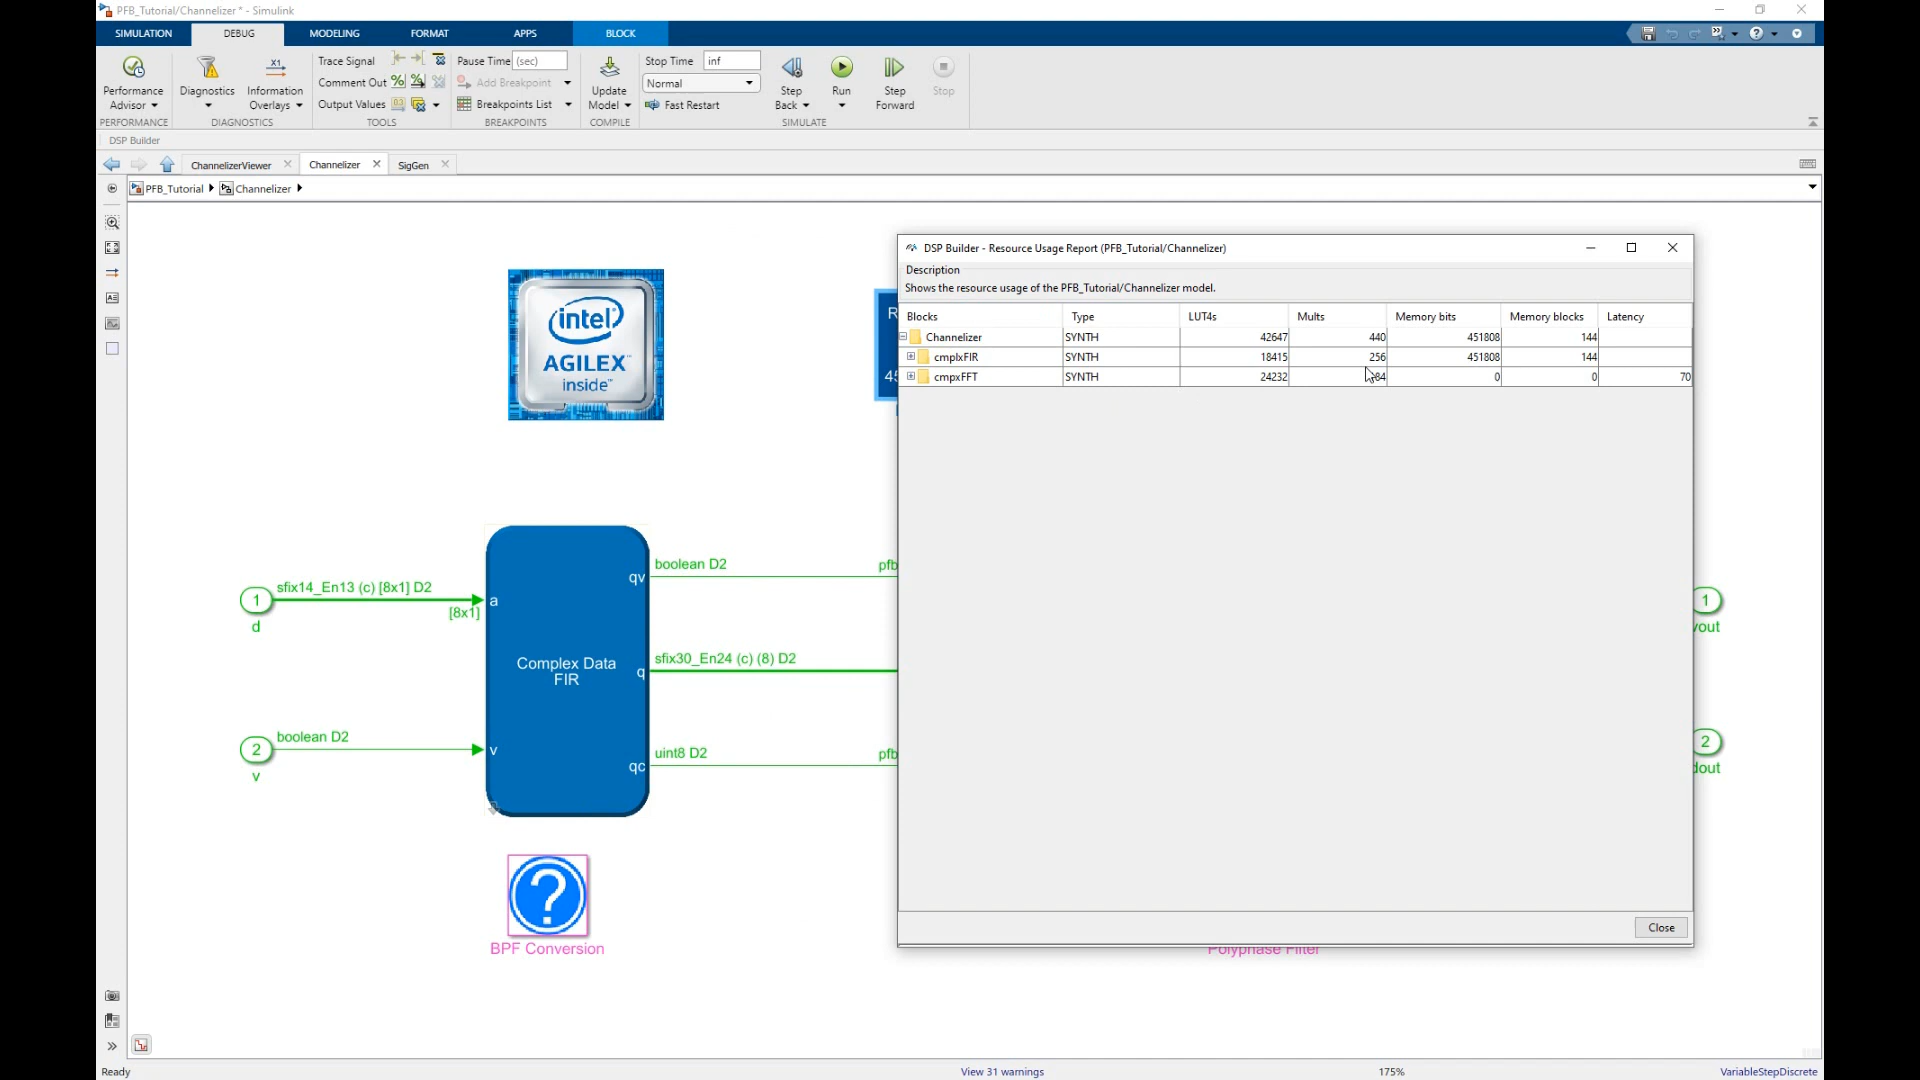 PFB_Tutorial/Channelizer * - Simulink
SIMULATION DEBUG MODELING FORMAT APPS BLOCK
Performance Advisor
PERFORMANCE
Diagnostics
Information Overlays
DIAGNOSTICS
Trace Signal
Comment Out
Output Values
TOOLS
Pause Time (sec)
Add Breakpoint
Breakpoints List
BREAKPOINTS
Update Model
COMPILE
Stop Time inf
Normal
Fast Restart
Step Back
Run
Step Forward
Stop
SIMULATE
DSP Builder
ChannelizerViewer Channelizer SigGen
PFB_Tutorial Channelizer
intel
AGILEX
inside
DSP Builder - Resource Usage Report (PFB_Tutorial/Channelizer)
Description
Shows the resource usage of the PFB_Tutorial/Channelizer model.
Blocks Type LUT4s Mults Memory bits Memory blocks Latency
Channelizer SYNTH 42647 440 451808 144
cmplxFIR SYNTH 18415 256 451808 144
cmpxFFT SYNTH 24232 0 0 70
Close
1
d
sfix14_En13 (c) [8x1] D2
[8x1]
a
2
v
boolean D2
v
Complex Data
FIR
qv
q
qc
boolean D2
sfix30_En24 (c) (8) D2
uint8 D2
pfb
pfb
1
vout
2
dout
BPF Conversion
Polyphase Filter
Ready View 31 warnings 175% VariableStepDiscrete